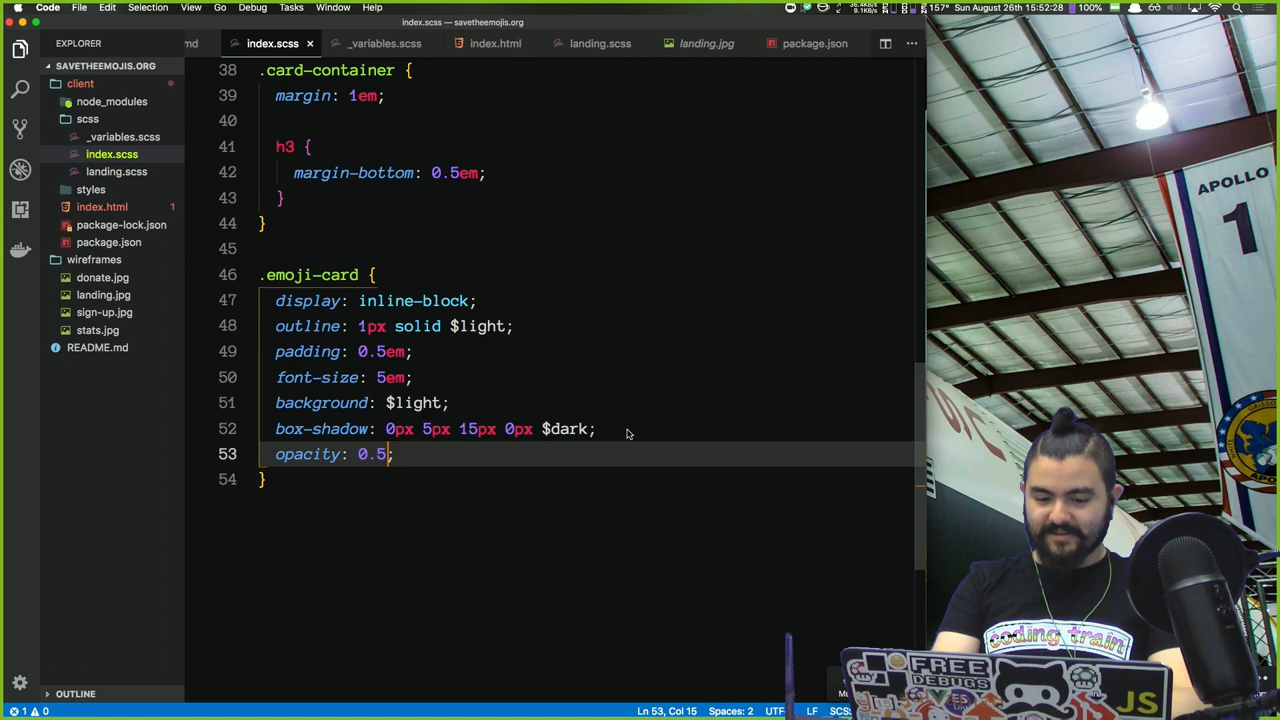 Code File Edit Selection View Go Debug Tasks Window Help
157° Sun August 26th 15:52:28 100%
index.scss — savetheemojis.org
EXPLORER
SAVETHEEMOJIS.ORG
client
node_modules
scss
_variables.scss
index.scss
landing.scss
styles
index.html 1
package-lock.json
package.json
wireframes
donate.jpg
landing.jpg
sign-up.jpg
stats.jpg
README.md
OUTLINE
md index.scss _variables.scss index.html landing.scss landing.jpg package.json
38 .card-container {
39 margin: 1em;
40
41 h3 {
42 margin-bottom: 0.5em;
43 }
44 }
45
46 .emoji-card {
47 display: inline-block;
48 outline: 1px solid $light;
49 padding: 0.5em;
50 font-size: 5em;
51 background: $light;
52 box-shadow: 0px 5px 15px 0px $dark;
53 opacity: 0.5;
54 }
1 0
Ln 53, Col 15 Spaces: 2 UTF- LF SCSS
APOLLO
1
coding train
FREE
DEBUGS
JS